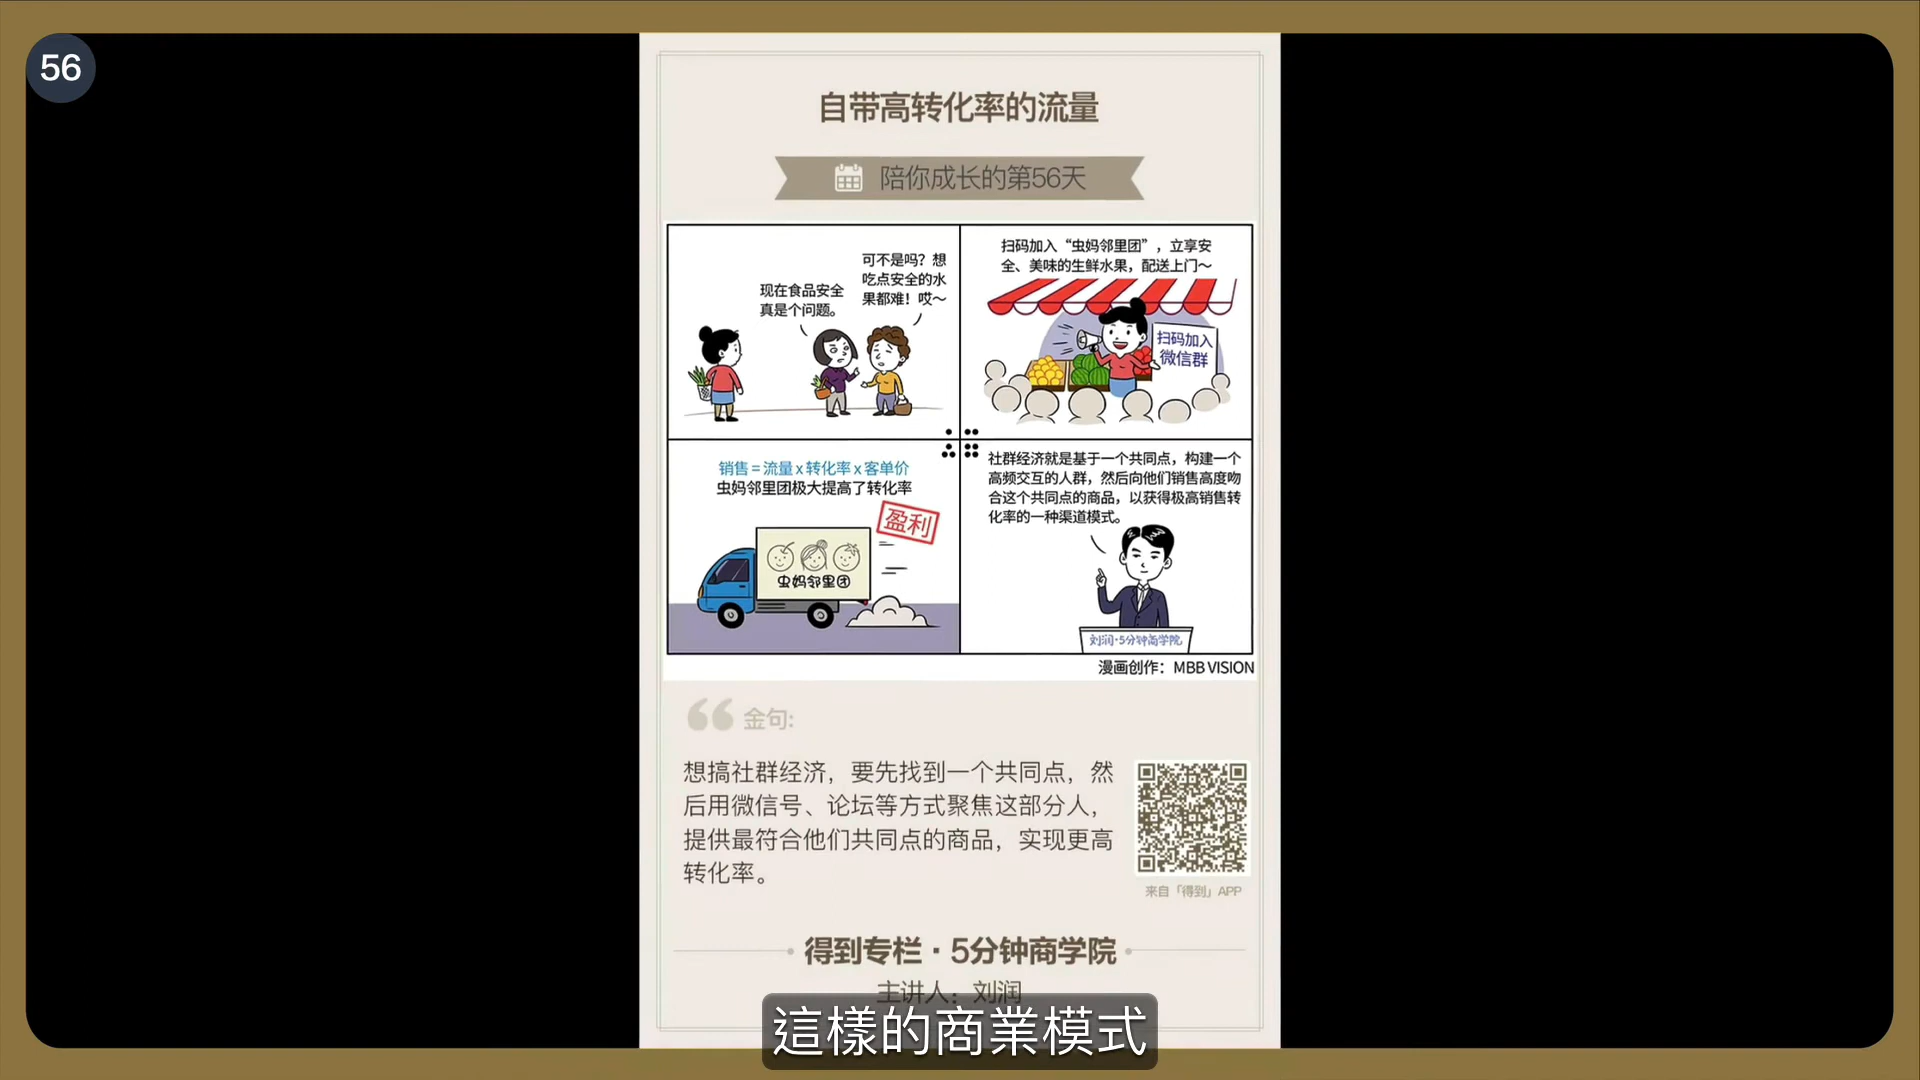 56
自带高转化率的流量
陪你成长的第56天
现在食品安全
真是个问题。
可不是吗？想
吃点安全的水
果都难！哎～
扫码加入“虫妈邻里团”，立享安
全、美味的生鲜水果，配送上门～
扫码加入
微信群
销售=流量x转化率x客单价
虫妈邻里团极大提高了转化率
盈利
虫妈邻里团
社群经济就是基于一个共同点，构建一个
高频交互的人群，然后向他们销售高度吻
合这个共同点的商品，以获得极高销售转
化率的一种渠道模式。
刘润·5分钟商学院
漫画创作：MBB VISION
金句:
想搞社群经济，要先找到一个共同点，然
后用微信号、论坛等方式聚焦这部分人，
提供最符合他们共同点的商品，实现更高
转化率。
来自「得到」APP
得到专栏·5分钟商学院
主讲人：刘润
這樣的商業模式